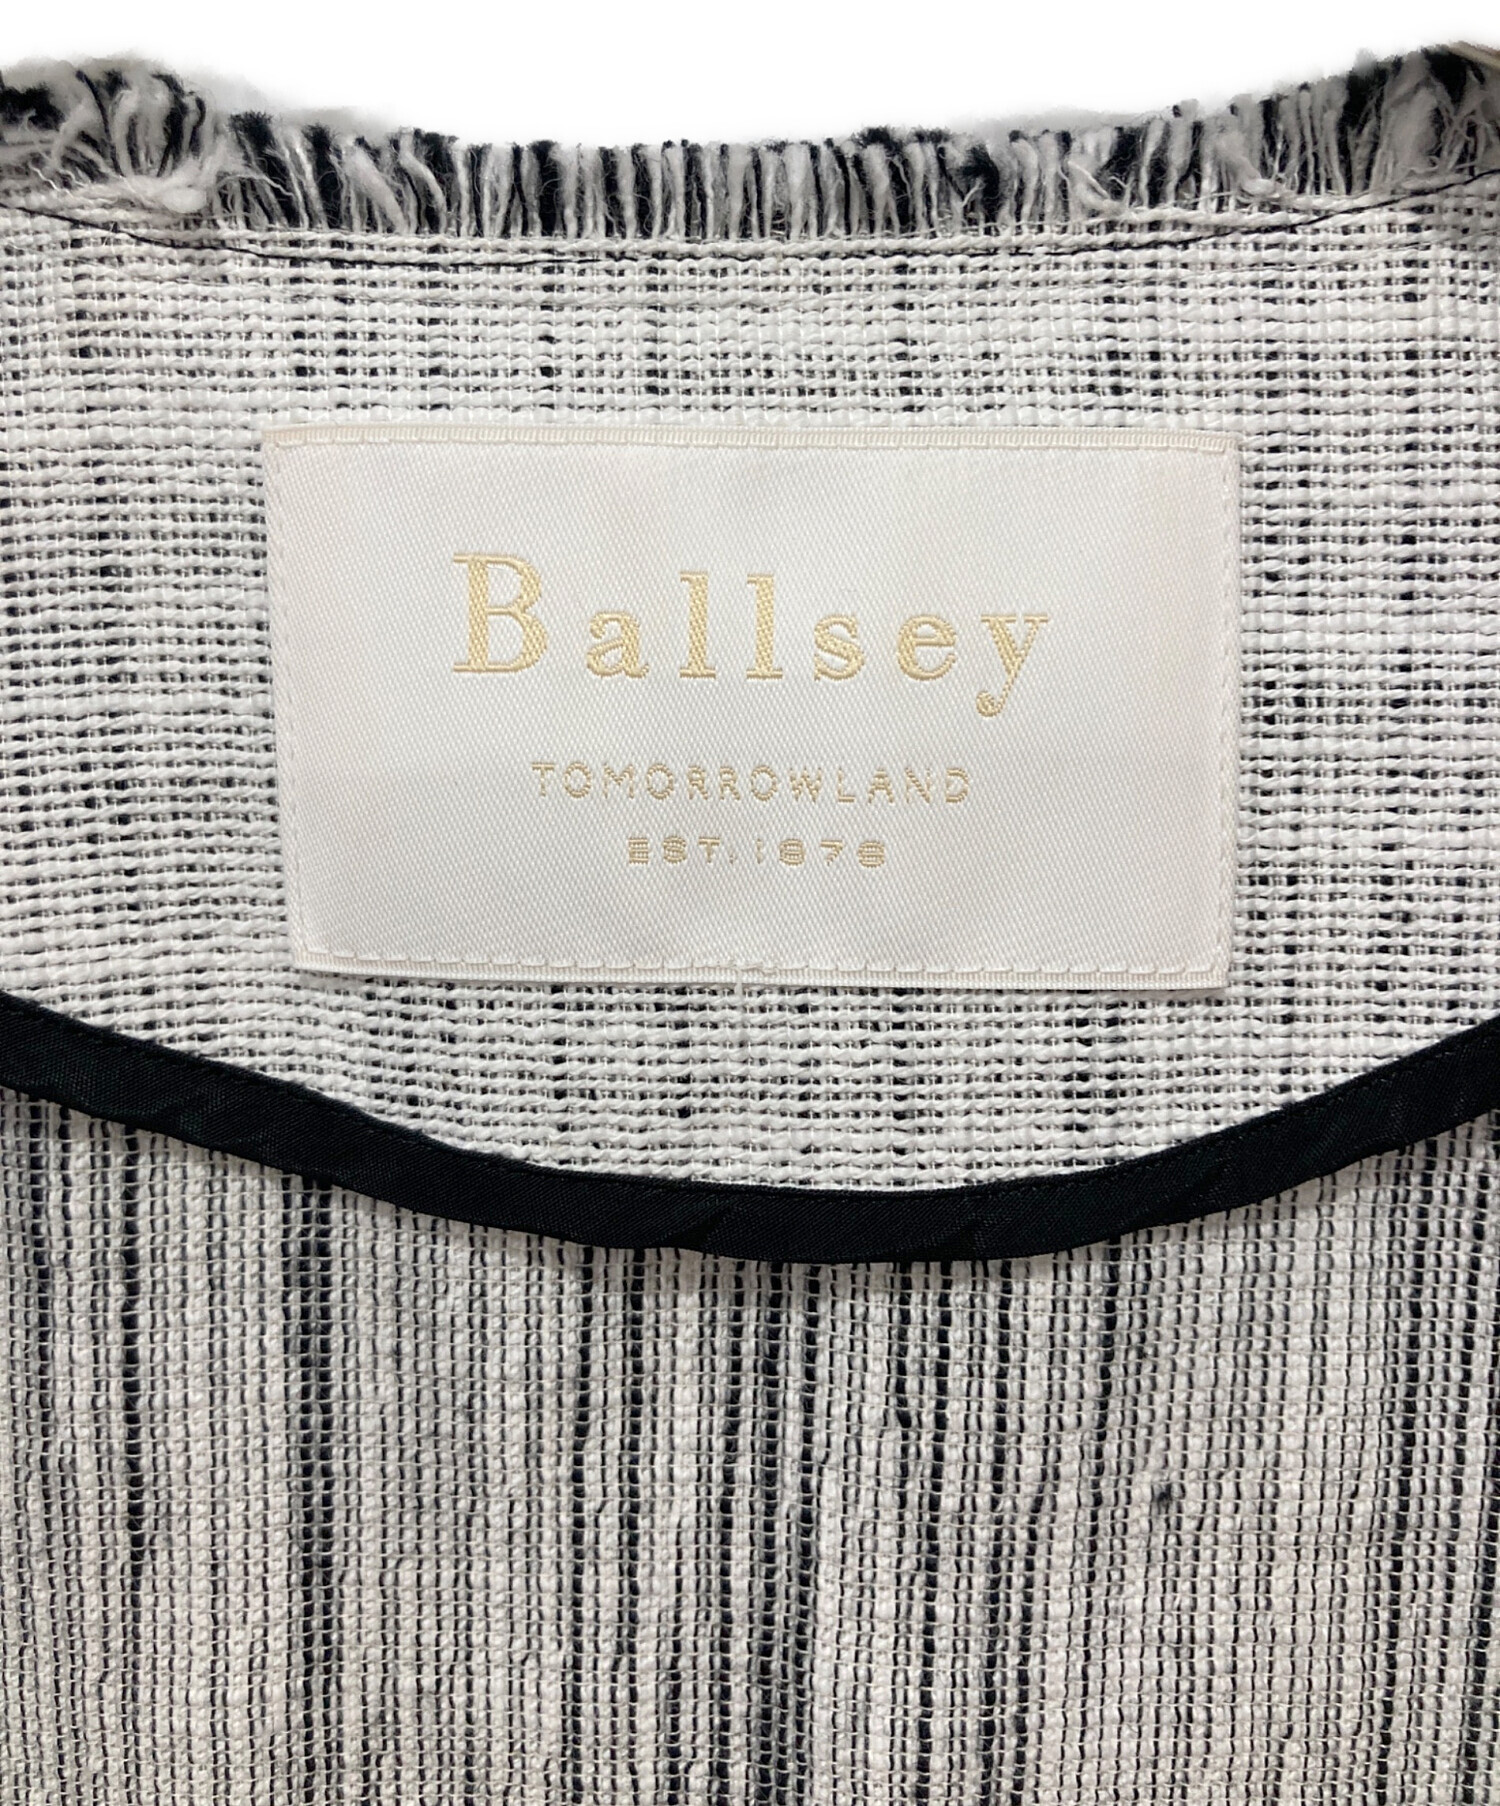 Ballsey
TOMORROWLAND
EST. 1978